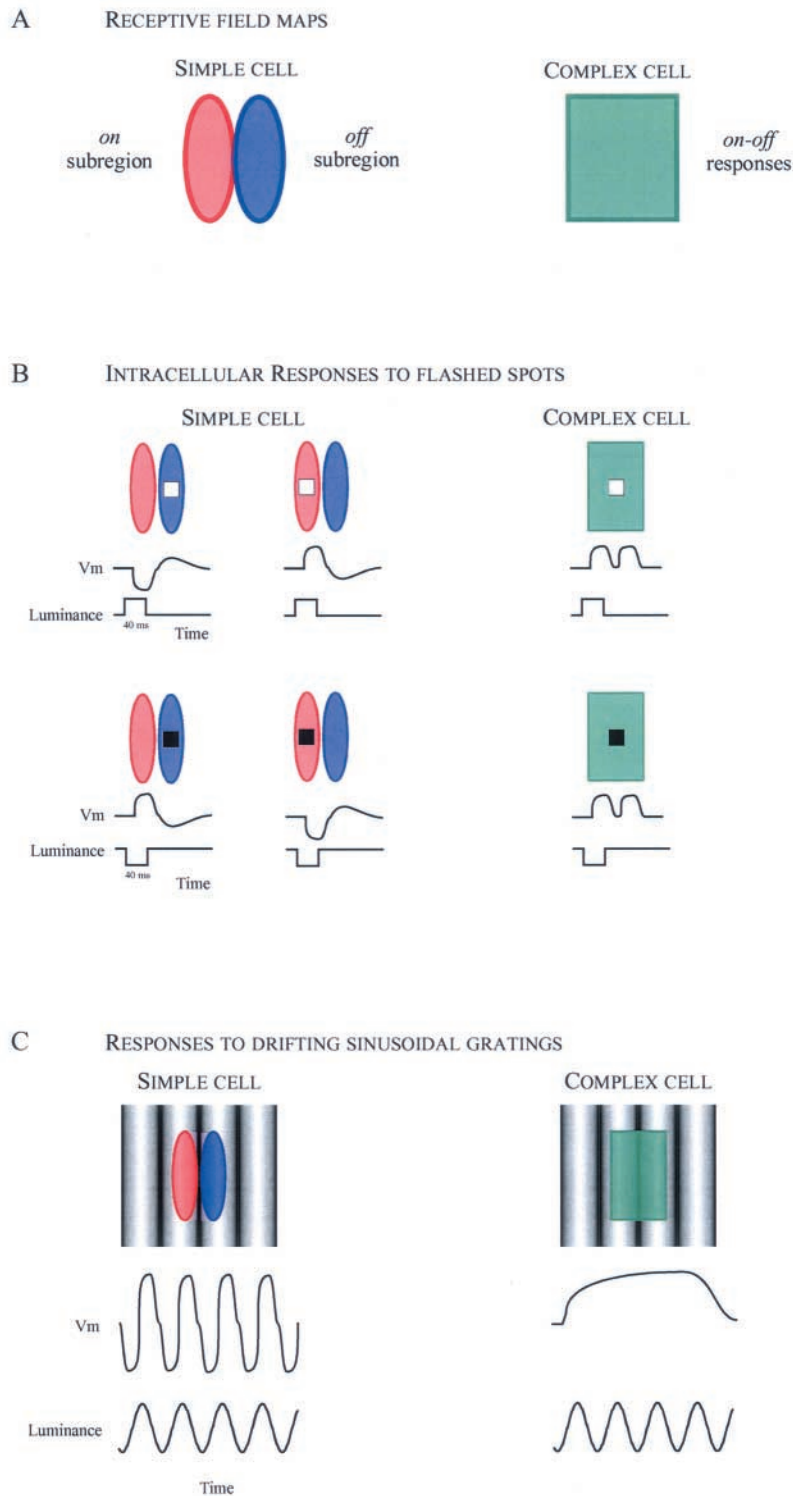 A RECEPTIVE FIELD MAPS
SIMPLE CELL
COMPLEX CELL
on
subregion
off
subregion
on-off
responses
B INTRACELLULAR RESPONSES TO FLASHED SPOTS
SIMPLE CELL
COMPLEX CELL
Vm
Luminance
40 ms
Time
Vm
Luminance
40 ms
Time
C RESPONSES TO DRIFTING SINUSOIDAL GRATINGS
SIMPLE CELL
COMPLEX CELL
Vm
Luminance
Time